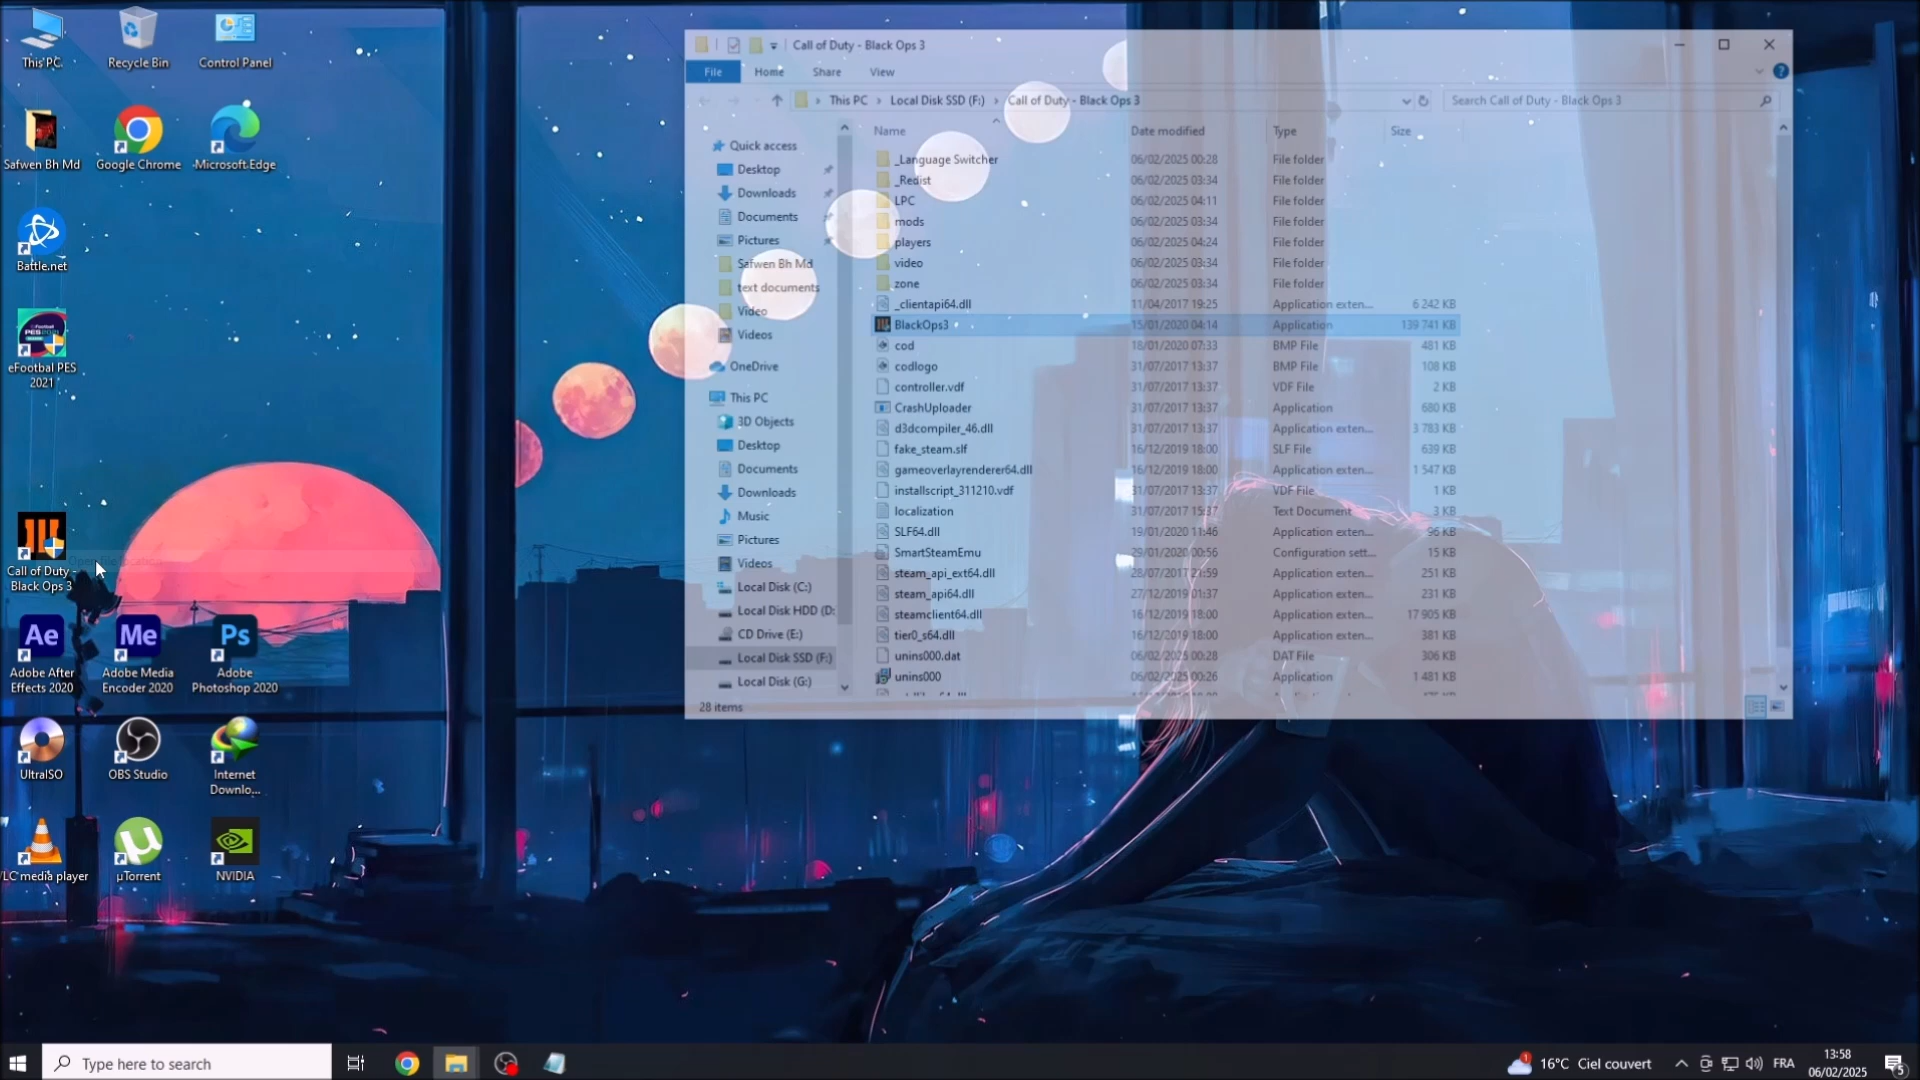 This PC
Recycle Bin
Control Panel
Safwen Bh Md
Google Chrome
Microsoft Edge
Battle.net
eFootbal PES
2021
Call of Duty -
Black Ops 3
Open file location
Ae
Me
Ps
Adobe After
Effects 2020
Adobe Media
Encoder 2020
Adobe
Photoshop 2020
UltraISO
OBS Studio
Internet
Downlo...
VLC media player
µTorrent
NVIDIA
Call of Duty - Black Ops 3
File
Home
Share
View
This PC
Local Disk SSD (F:)
Call of Duty - Black Ops 3
Search Call of Duty - Black Ops 3
Quick access
Desktop
Downloads
Documents
Pictures
Safwen Bh Md
text documents
Video
Videos
OneDrive
This PC
3D Objects
Desktop
Documents
Downloads
Music
Pictures
Videos
Local Disk (C:)
Local Disk HDD (D:
CD Drive (E:)
Local Disk SSD (F:)
Local Disk (G:)
Name Date modified Type Size
_Language Switcher 06/02/2025 00:28 File folder
_Redist 06/02/2025 03:34 File folder
LPC 06/02/2025 04:11 File folder
mods 06/02/2025 03:34 File folder
players 06/02/2025 04:24 File folder
video 06/02/2025 03:34 File folder
zone 06/02/2025 03:34 File folder
_clientapi64.dll 11/04/2017 19:25 Application exten... 6 242 KB
BlackOps3 15/01/2020 04:14 Application 139 741 KB
cod 18/01/2020 07:33 BMP File 481 KB
codlogo 31/07/2017 13:37 BMP File 108 KB
controller.vdf 31/07/2017 13:37 VDF File 2 KB
CrashUploader 31/07/2017 13:37 Application 680 KB
d3dcompiler_46.dll 31/07/2017 13:37 Application exten... 3 783 KB
fake_steam.slf 16/12/2019 18:00 SLF File 639 KB
gameoverlayrenderer64.dll 16/12/2019 18:00 Application exten... 1 547 KB
installscript_311210.vdf 31/07/2017 13:37 VDF File 1 KB
localization 31/07/2017 15:37 Text Document 3 KB
SLF64.dll 19/01/2020 11:46 Application exten... 96 KB
SmartSteamEmu 29/01/2020 00:56 Configuration sett... 15 KB
steam_api_ext64.dll 28/07/2017 21:59 Application exten... 251 KB
steam_api64.dll 27/12/2019 01:37 Application exten... 231 KB
steamclient64.dll 16/12/2019 18:00 Application exten... 17 905 KB
tier0_s64.dll 16/12/2019 18:00 Application exten... 381 KB
unins000.dat 06/02/2025 00:28 DAT File 306 KB
unins000 06/02/2025 00:26 Application 1 481 KB
28 items
Type here to search
16°C Ciel couvert
FRA
13:58
06/02/2025
5